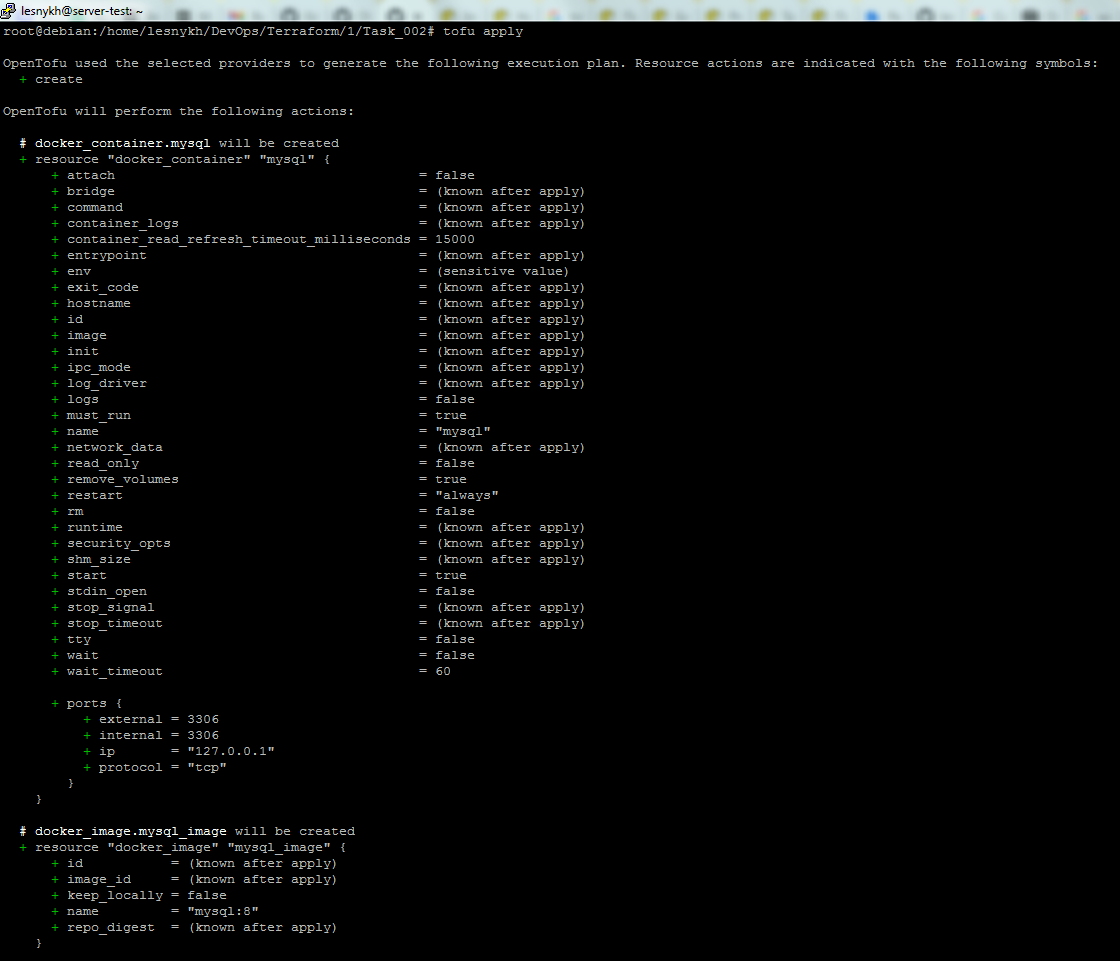 lesnykh@server-test: ~
root@debian:/home/lesnykh/DevOps/Terraform/1/Task_002# tofu apply
OpenTofu used the selected providers to generate the following execution plan. Resource actions are indicated with the following symbols:
  + create
OpenTofu will perform the following actions:
  # docker_container.mysql will be created
  + resource "docker_container" "mysql" {
      + attach                                      = false
      + bridge                                      = (known after apply)
      + command                                     = (known after apply)
      + container_logs                              = (known after apply)
      + container_read_refresh_timeout_milliseconds = 15000
      + entrypoint                                  = (known after apply)
      + env                                         = (sensitive value)
      + exit_code                                   = (known after apply)
      + hostname                                    = (known after apply)
      + id                                          = (known after apply)
      + image                                       = (known after apply)
      + init                                        = (known after apply)
      + ipc_mode                                    = (known after apply)
      + log_driver                                  = (known after apply)
      + logs                                        = false
      + must_run                                    = true
      + name                                        = "mysql"
      + network_data                                = (known after apply)
      + read_only                                   = false
      + remove_volumes                              = true
      + restart                                     = "always"
      + rm                                          = false
      + runtime                                     = (known after apply)
      + security_opts                               = (known after apply)
      + shm_size                                    = (known after apply)
      + start                                       = true
      + stdin_open                                  = false
      + stop_signal                                 = (known after apply)
      + stop_timeout                                = (known after apply)
      + tty                                         = false
      + wait                                        = false
      + wait_timeout                                = 60
      + ports {
          + external = 3306
          + internal = 3306
          + ip       = "127.0.0.1"
          + protocol = "tcp"
        }
    }
  # docker_image.mysql_image will be created
  + resource "docker_image" "mysql_image" {
      + id           = (known after apply)
      + image_id     = (known after apply)
      + keep_locally = false
      + name         = "mysql:8"
      + repo_digest  = (known after apply)
    }